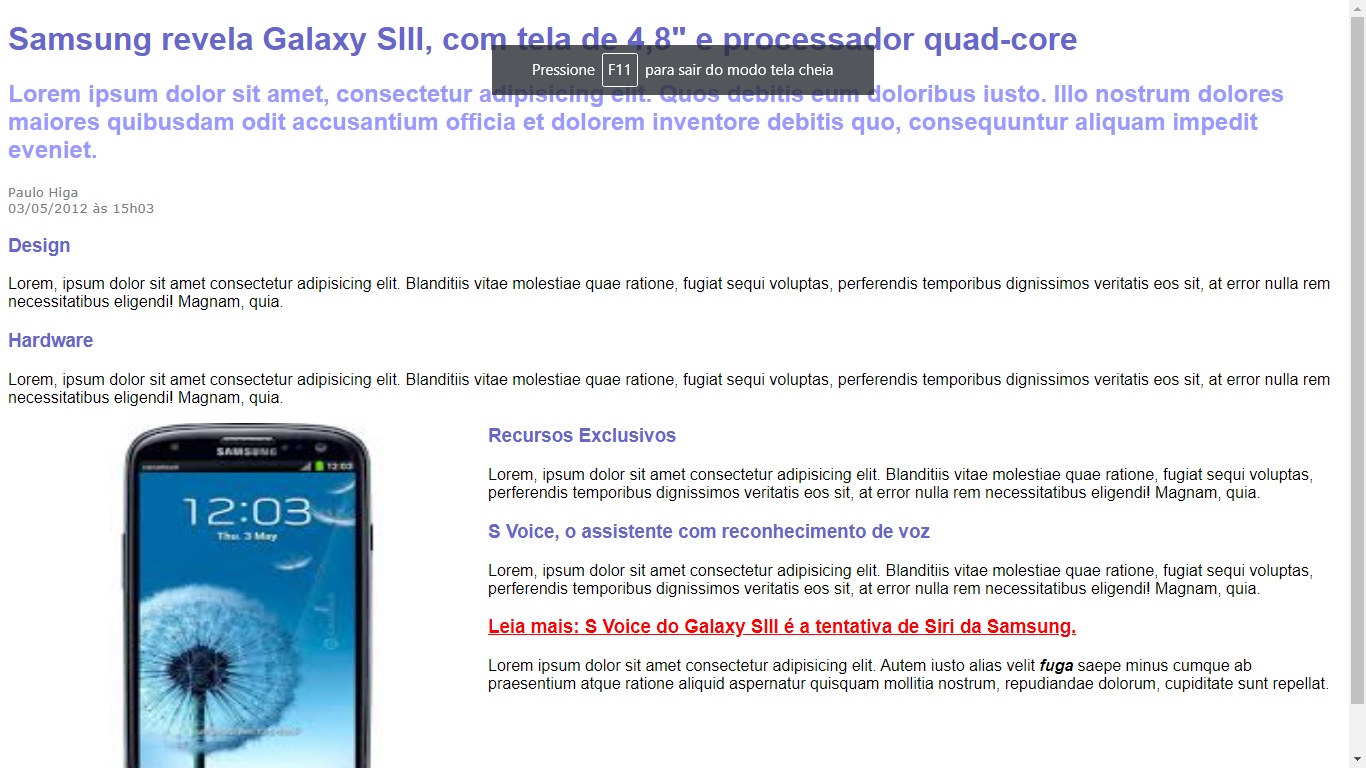 Samsung revela Galaxy SIII, com tela de 4,8" e processador quad-core
Pressione F11 para sair do modo tela cheia
Lorem ipsum dolor sit amet, consectetur adipisicing elit. Quos debitis eum doloribus iusto. Illo nostrum dolores
maiores quibusdam odit accusantium officia et dolorem inventore debitis quo, consequuntur aliquam impedit
eveniet.
Paulo Higa
03/05/2012 às 15h03
Design
Lorem, ipsum dolor sit amet consectetur adipisicing elit. Blanditiis vitae molestiae quae ratione, fugiat sequi voluptas, perferendis temporibus dignissimos veritatis eos sit, at error nulla rem
necessitatibus eligendi! Magnam, quia.
Hardware
Lorem, ipsum dolor sit amet consectetur adipisicing elit. Blanditiis vitae molestiae quae ratione, fugiat sequi voluptas, perferendis temporibus dignissimos veritatis eos sit, at error nulla rem
necessitatibus eligendi! Magnam, quia.
SAMSUNG
12:03
12:03
Thu. 3 May
Recursos Exclusivos
Lorem, ipsum dolor sit amet consectetur adipisicing elit. Blanditiis vitae molestiae quae ratione, fugiat sequi voluptas,
perferendis temporibus dignissimos veritatis eos sit, at error nulla rem necessitatibus eligendi! Magnam, quia.
S Voice, o assistente com reconhecimento de voz
Lorem, ipsum dolor sit amet consectetur adipisicing elit. Blanditiis vitae molestiae quae ratione, fugiat sequi voluptas,
perferendis temporibus dignissimos veritatis eos sit, at error nulla rem necessitatibus eligendi! Magnam, quia.
Leia mais: S Voice do Galaxy SIII é a tentativa de Siri da Samsung.
Lorem ipsum dolor sit amet consectetur adipisicing elit. Autem iusto alias velit fuga saepe minus cumque ab
praesentium atque ratione aliquid aspernatur quisquam mollitia nostrum, repudiandae dolorum, cupiditate sunt repellat.